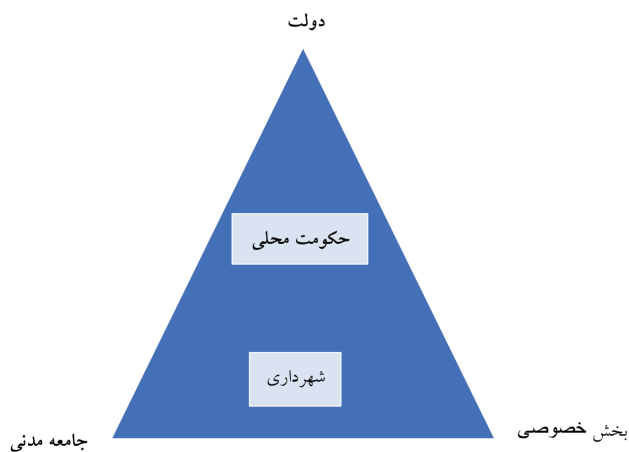 دولت
حکومت محلی
شهرداری
بخش خصوصی
جامعه مدنی